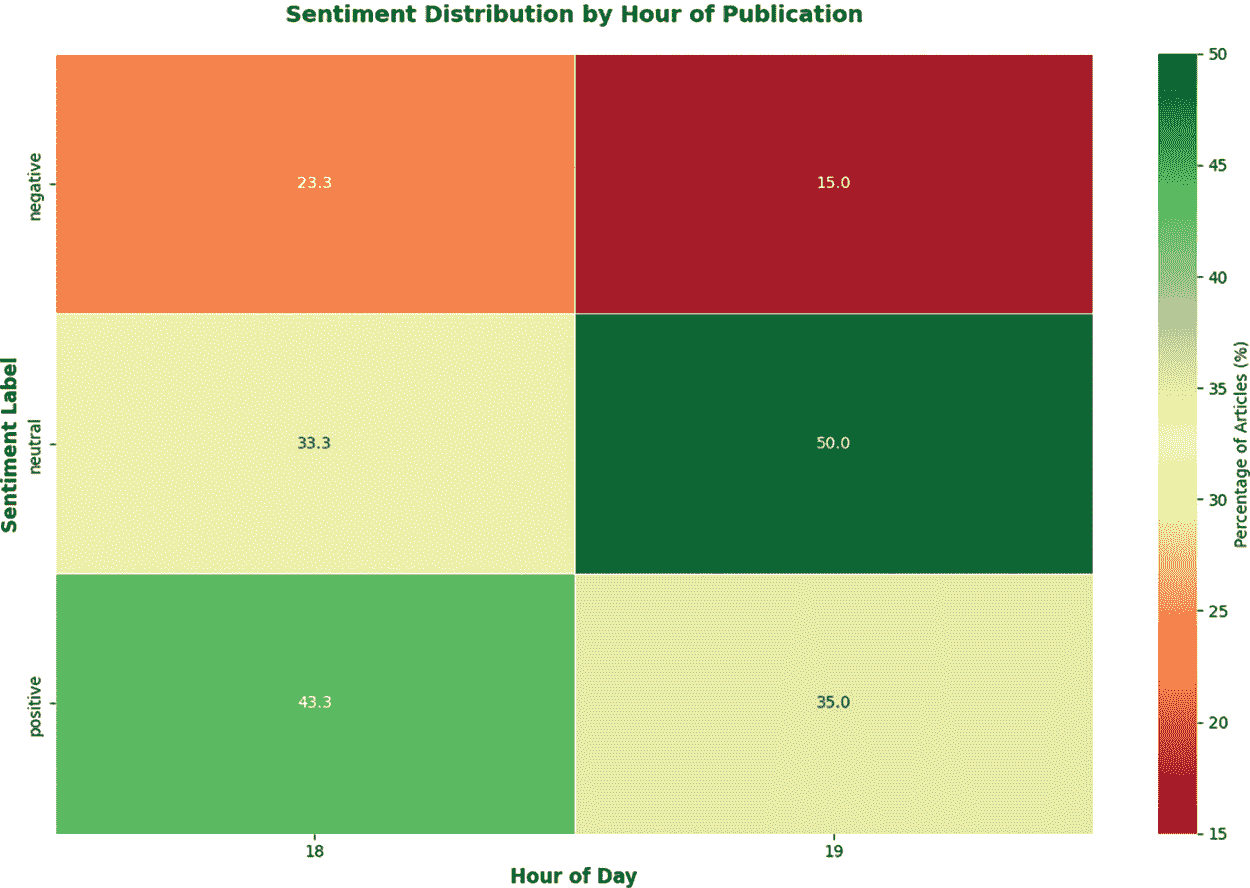 Sentiment Distribution by Hour of Publication
Sentiment Label
negative
neutral
positive
23.3
15.0
33.3
50.0
43.3
35.0
18
19
Hour of Day
50
45
40
35
30
25
20
15
Percentage of Articles (%)